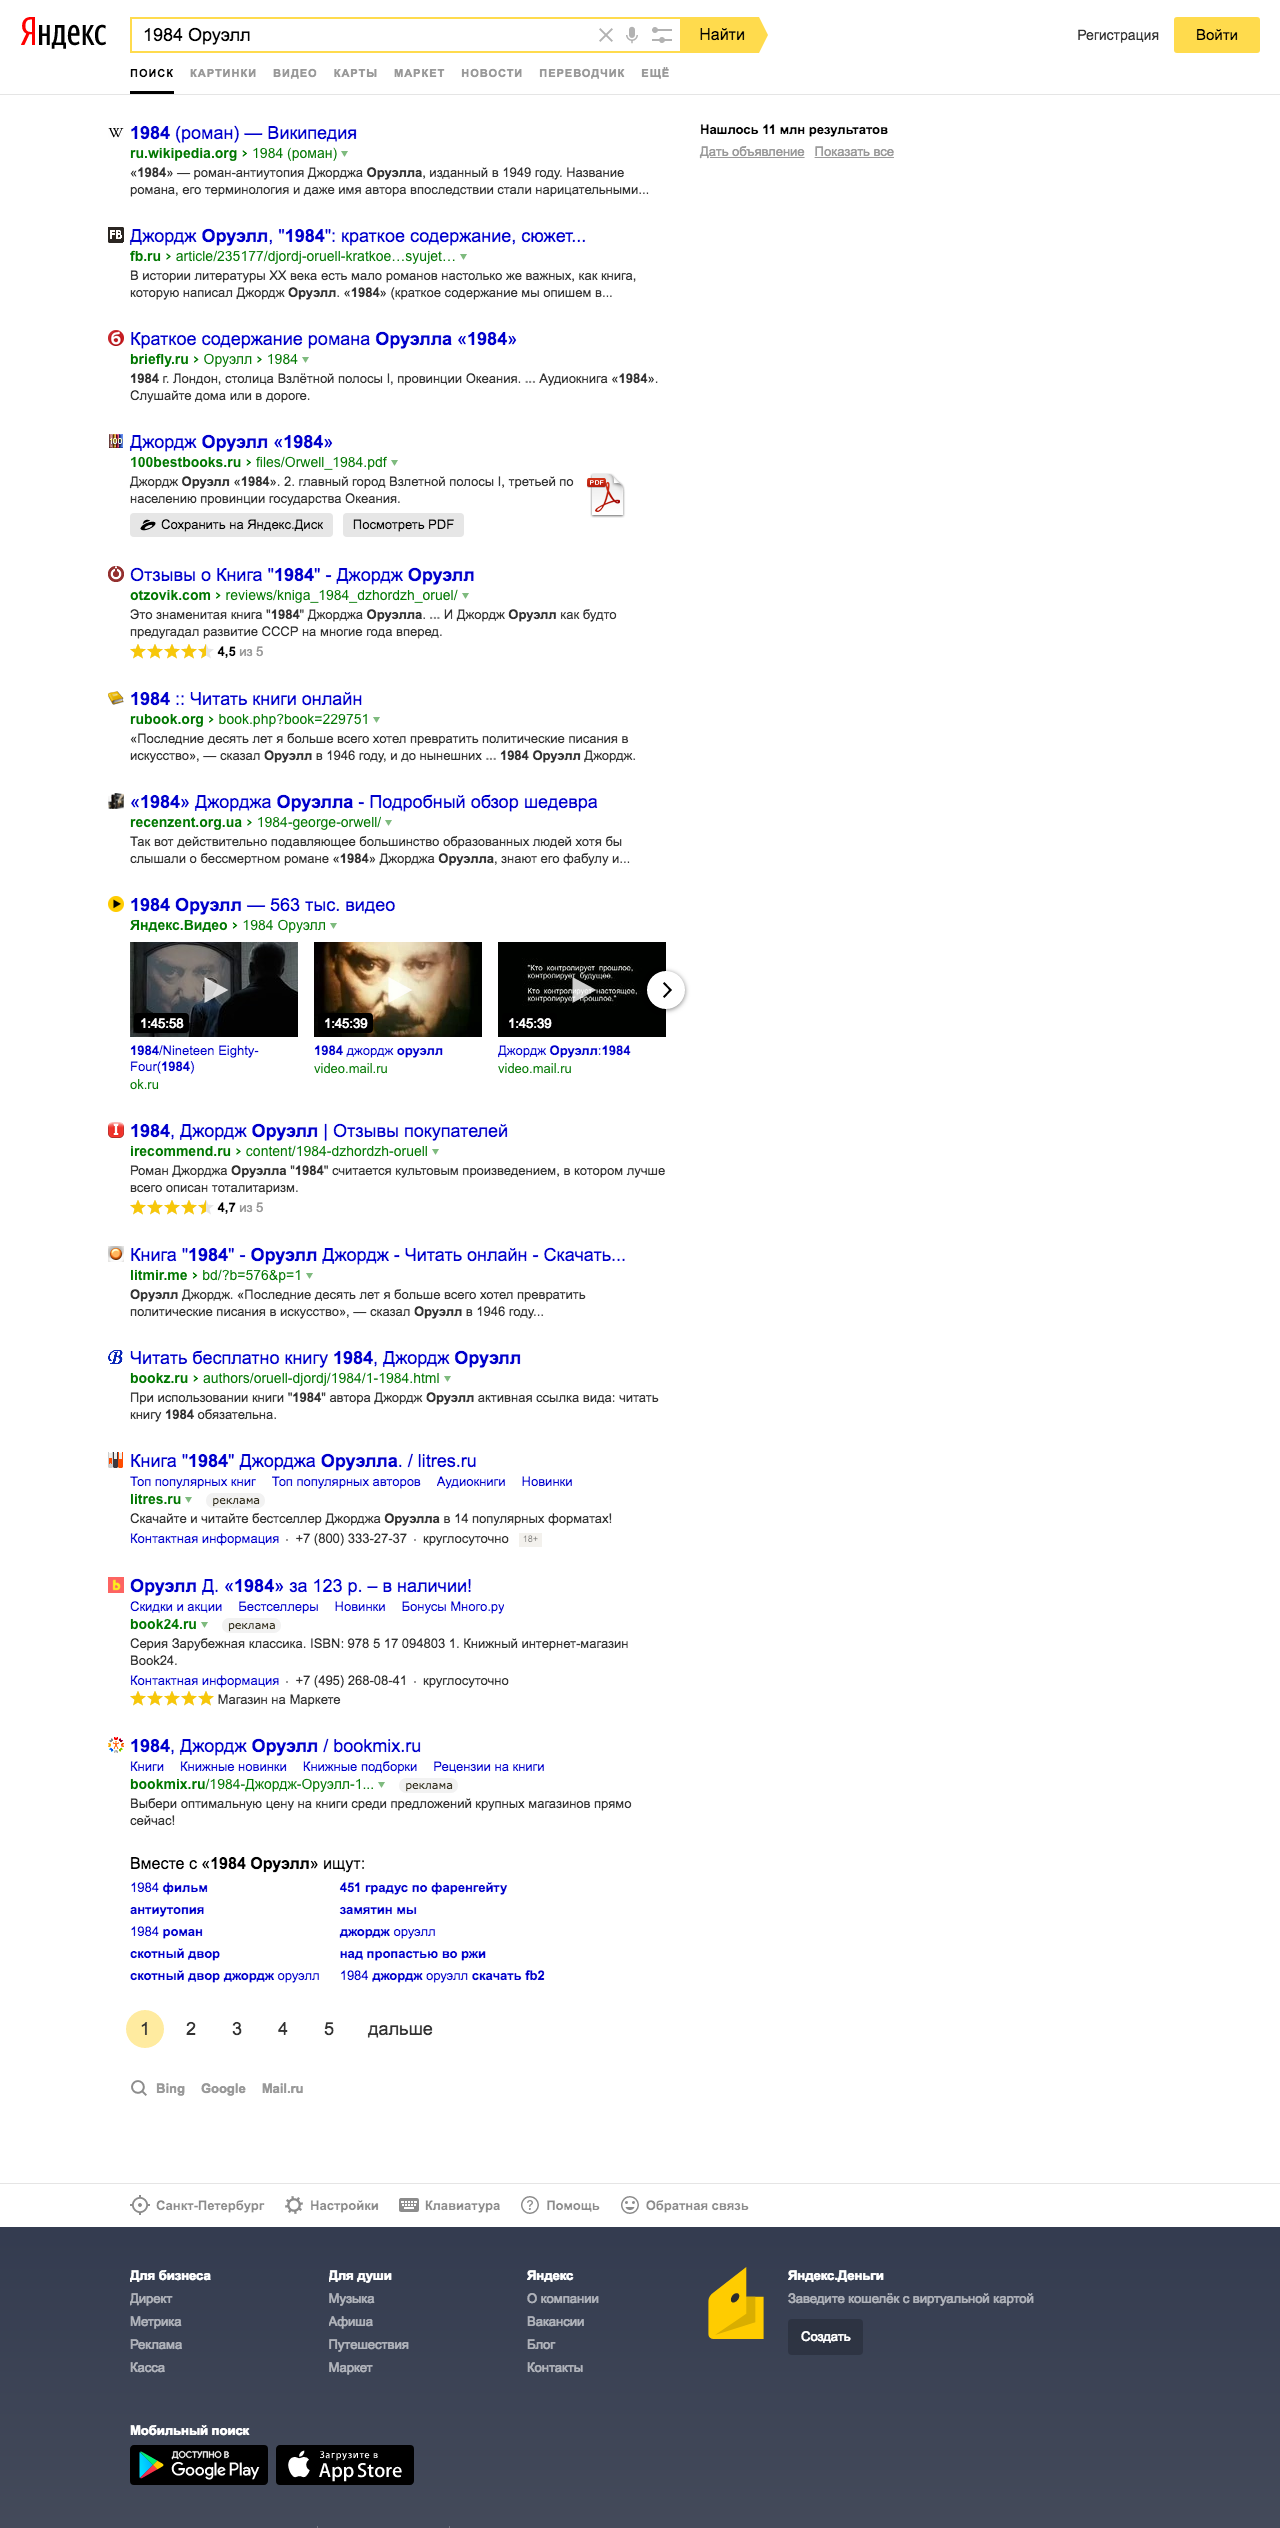 Яндекс
1984 Оруэлл
Найти
Регистрация
Войти
ПОИСК КАРТИНКИ ВИДЕО КАРТЫ МАРКЕТ НОВОСТИ ПЕРЕВОДЧИК ЕЩЁ
Нашлось 11 млн результатов
Дать объявление Показать все
W 1984 (роман) — Википедия
ru.wikipedia.org › 1984 (роман)
«1984» — роман-антиутопия Джорджа Оруэлла, изданный в 1949 году. Название
романа, его терминология и даже имя автора впоследствии стали нарицательными...
FB Джордж Оруэлл, "1984": краткое содержание, сюжет...
fb.ru › article/235177/djordj-oruell-kratkoe…syujet…
В истории литературы XX века есть мало романов настолько же важных, как книга,
которую написал Джордж Оруэлл. «1984» (краткое содержание мы опишем в...
Краткое содержание романа Оруэлла «1984»
briefly.ru › Оруэлл › 1984
1984 г. Лондон, столица Взлётной полосы I, провинции Океания. ... Аудиокнига «1984».
Слушайте дома или в дороге.
100 Джордж Оруэлл «1984»
100bestbooks.ru › files/Orwell_1984.pdf
Джордж Оруэлл «1984». 2. главный город Взлетной полосы I, третьей по
населению провинции государства Океания.
PDF
Сохранить на Яндекс.Диск Посмотреть PDF
Отзывы о Книга "1984" - Джордж Оруэлл
otzovik.com › reviews/kniga_1984_dzhordzh_oruel/
Это знаменитая книга "1984" Джорджа Оруэлла. ... И Джордж Оруэлл как будто
предугадал развитие СССР на многие года вперед.
4,5 из 5
1984 :: Читать книги онлайн
rubook.org › book.php?book=229751
«Последние десять лет я больше всего хотел превратить политические писания в
искусство», — сказал Оруэлл в 1946 году, и до нынешних ... 1984 Оруэлл Джордж.
«1984» Джорджа Оруэлла - Подробный обзор шедевра
recenzent.org.ua › 1984-george-orwell/
Так вот действительно подавляющее большинство образованных людей хотя бы
слышали о бессмертном романе «1984» Джорджа Оруэлла, знают его фабулу и...
1984 Оруэлл — 563 тыс. видео
Яндекс.Видео › 1984 Оруэлл
"Кто контролирует прошлое,
контролирует будущее.
Кто контролирует настоящее,
контролирует прошлое."
1:45:58 1:45:39 1:45:39
1984/Nineteen Eighty-
Four(1984)
ok.ru
1984 джордж оруэлл
video.mail.ru
Джордж Оруэлл:1984
video.mail.ru
1984, Джордж Оруэлл | Отзывы покупателей
irecommend.ru › content/1984-dzhordzh-oruell
Роман Джорджа Оруэлла "1984" считается культовым произведением, в котором лучше
всего описан тоталитаризм.
4,7 из 5
Книга "1984" - Оруэлл Джордж - Читать онлайн - Скачать...
litmir.me › bd/?b=576&p=1
Оруэлл Джордж. «Последние десять лет я больше всего хотел превратить
политические писания в искусство», — сказал Оруэлл в 1946 году...
B Читать бесплатно книгу 1984, Джордж Оруэлл
bookz.ru › authors/oruell-djordj/1984/1-1984.html
При использовании книги "1984" автора Джордж Оруэлл активная ссылка вида: читать
книгу 1984 обязательна.
Книга "1984" Джорджа Оруэлла. / litres.ru
Топ популярных книг Топ популярных авторов Аудиокниги Новинки
litres.ru реклама
Скачайте и читайте бестселлер Джорджа Оруэлла в 14 популярных форматах!
Контактная информация · +7 (800) 333-27-37 · круглосуточно 18+
b Оруэлл Д. «1984» за 123 р. – в наличии!
Скидки и акции Бестселлеры Новинки Бонусы Много.ру
book24.ru реклама
Серия Зарубежная классика. ISBN: 978 5 17 094803 1. Книжный интернет-магазин
Book24.
Контактная информация · +7 (495) 268-08-41 · круглосуточно
Магазин на Маркете
1984, Джордж Оруэлл / bookmix.ru
Книги Книжные новинки Книжные подборки Рецензии на книги
bookmix.ru/1984-Джордж-Оруэлл-1... реклама
Выбери оптимальную цену на книги среди предложений крупных магазинов прямо
сейчас!
Вместе с «1984 Оруэлл» ищут:
1984 фильм 451 градус по фаренгейту
антиутопия замятин мы
1984 роман джордж оруэлл
скотный двор над пропастью во ржи
скотный двор джордж оруэлл 1984 джордж оруэлл скачать fb2
1 2 3 4 5 дальше
Bing Google Mail.ru
Санкт-Петербург Настройки Клавиатура Помощь Обратная связь
Для бизнеса
Директ
Метрика
Реклама
Касса
Для души
Музыка
Афиша
Путешествия
Маркет
Яндекс
О компании
Вакансии
Блог
Контакты
Яндекс.Деньги
Заведите кошелёк с виртуальной картой
Создать
Мобильный поиск
ДОСТУПНО В
Google Play
Загрузите в
App Store